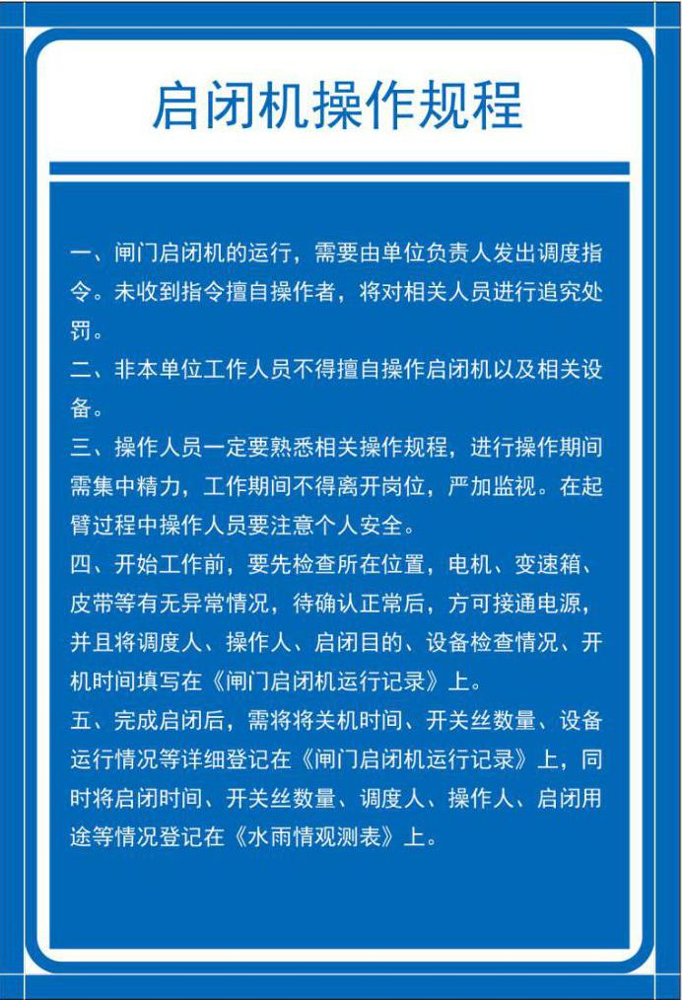 启闭机操作规程
一、闸门启闭机的运行，需要由单位负责人发出调度指
令。未收到指令擅自操作者，将对相关人员进行追究处
罚。
二、非本单位工作人员不得擅自操作启闭机以及相关设
备。
三、操作人员一定要熟悉相关操作规程，进行操作期间
需集中精力，工作期间不得离开岗位，严加监视。在起
臂过程中操作人员要注意个人安全。
四、开始工作前，要先检查所在位置，电机、变速箱、
皮带等有无异常情况，待确认正常后，方可接通电源，
并且将调度人、操作人、启闭目的、设备检查情况、开
机时间填写在《闸门启闭机运行记录》上。
五、完成启闭后，需将将关机时间、开关丝数量、设备
运行情况等详细登记在《闸门启闭机运行记录》上，同
时将启闭时间、开关丝数量、调度人、操作人、启闭用
途等情况登记在《水雨情观测表》上。